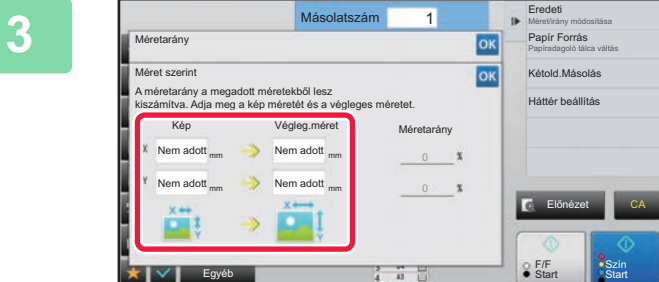 3
Másolatszám 1
Méretarány OK
Méret szerint OK
A méretarány a megadott méretekből lesz
kiszámítva. Adja meg a kép méretét és a végleges méretet.
Kép Végleg.méret Méretarány
X Nem adott mm Nem adott mm 0 %
Y Nem adott mm Nem adott mm 0 %
X Y X Y
Egyéb
Eredeti
Méret/irány módosítása
Papír Forrás
Papíradagoló tálca váltás
Kétold.Másolás
Háttér beállítás
Előnézet CA
F/F
Start
Szín
Start